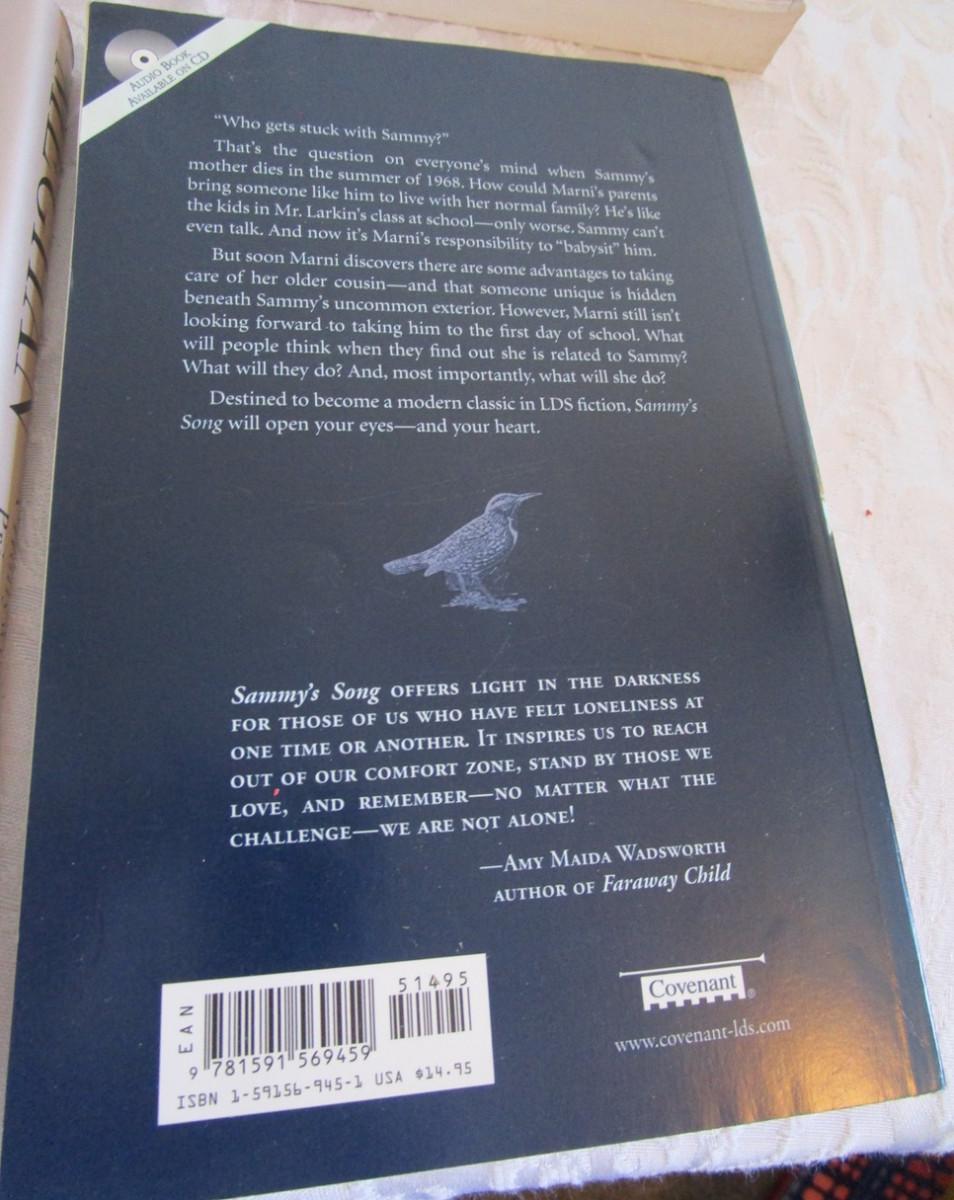 AUDIO BOOK
AVAILABLE ON CD
“Who gets stuck with Sammy?”
That’s the question on everyone’s mind when Sammy’s
mother dies in the summer of 1968. How could Marni’s parents
bring someone like him to live with her normal family? He’s like
the kids in Mr. Larkin’s class at school—only worse. Sammy can’t
even talk. And now it’s Marni’s responsibility to “babysit” him.
But soon Marni discovers there are some advantages to taking
care of her older cousin—and that someone unique is hidden
beneath Sammy’s uncommon exterior. However, Marni still isn’t
looking forward to taking him to the first day of school. What
will people think when they find out she is related to Sammy?
What will they do? And, most importantly, what will she do?
Destined to become a modern classic in LDS fiction, Sammy’s
Song will open your eyes—and your heart.
Sammy’s Song OFFERS LIGHT IN THE DARKNESS
FOR THOSE OF US WHO HAVE FELT LONELINESS AT
ONE TIME OR ANOTHER. IT INSPIRES US TO REACH
OUT OF OUR COMFORT ZONE, STAND BY THOSE WE
LOVE, AND REMEMBER—NO MATTER WHAT THE
CHALLENGE—WE ARE NOT ALONE!
—AMY MAIDA WADSWORTH
AUTHOR OF Faraway Child
EAN
51495
9 781591 569459
ISBN 1-59156-945-1 USA $14.95
Covenant®
www.covenant-lds.com